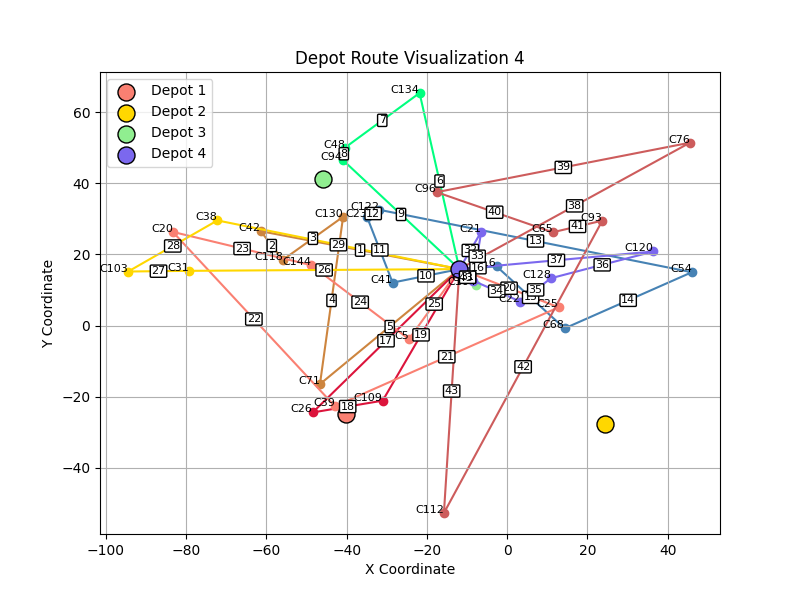 Depot Route Visualization 4
Depot 1
Depot 2
Depot 3
Depot 4
Y Coordinate
X Coordinate
60
40
20
0
−20
−40
−100
−80
−60
−40
−20
0
20
40
C134
7
C48
8
C94
C76
39
6
C96
38
40
C122
C130
12
9
C93
C38
C42
C20
C21
C65
41
13
3
28
23
2
29
1
11
33
C120
C118
C144
37
36
16
C103
27
C31
26
10
C41
C128
C54
34
20
35
4
24
25
C22
C25
14
22
5
C68
17
C5
19
21
42
C71
43
C26
C39
18
C109
C112